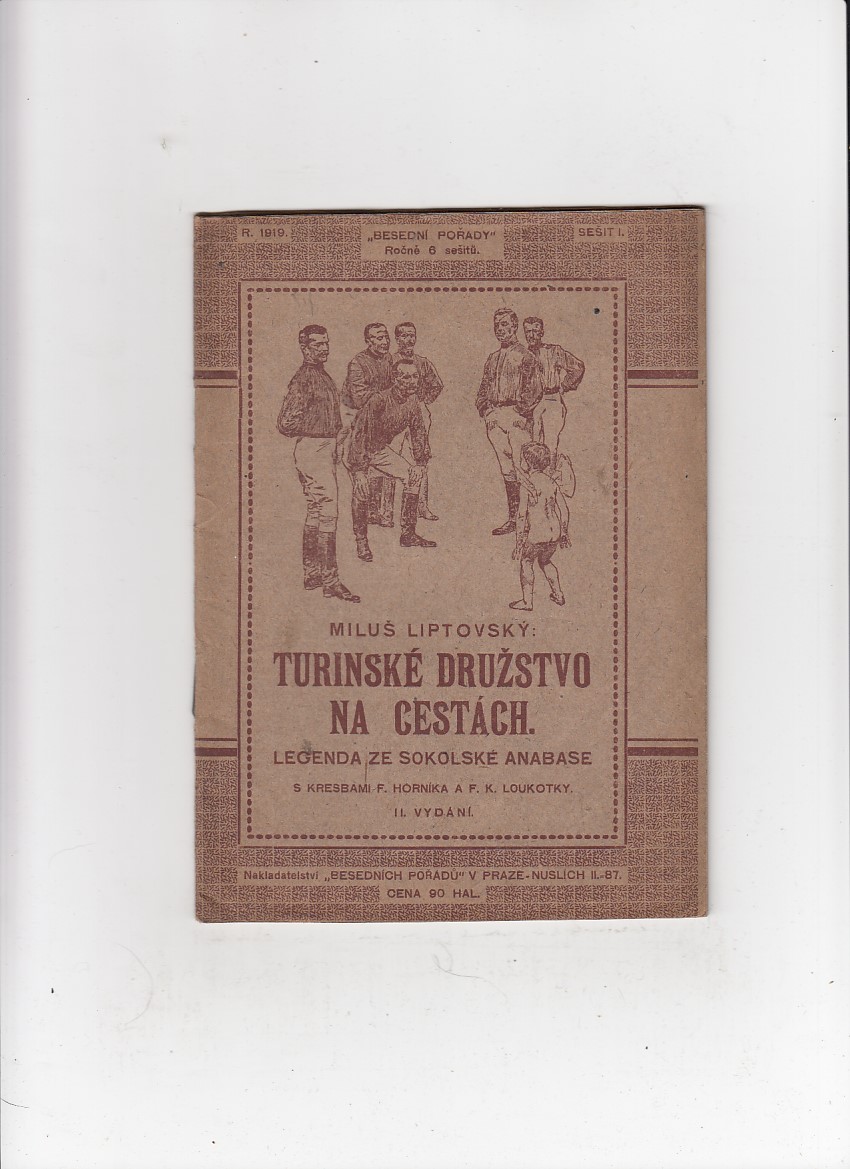 R. 1919.
„BESEDNÍ POŘADY"
Ročně 6 sešitů.
SEŠIT I.
MILUŠ LIPTOVSKÝ:
TURINSKÉ DRUŽSTVO
NA CESTÁCH.
LEGENDA ZE SOKOLSKÉ ANABASE
S KRESBAMI F. HORNÍKA A F. K. LOUKOTKY.
II. VYDÁNÍ.
Nakladatelství „BESEDNÍCH POŘADŮ" V PRAZE-NUSLÍCH II.-87.
CENA 90 HAL.